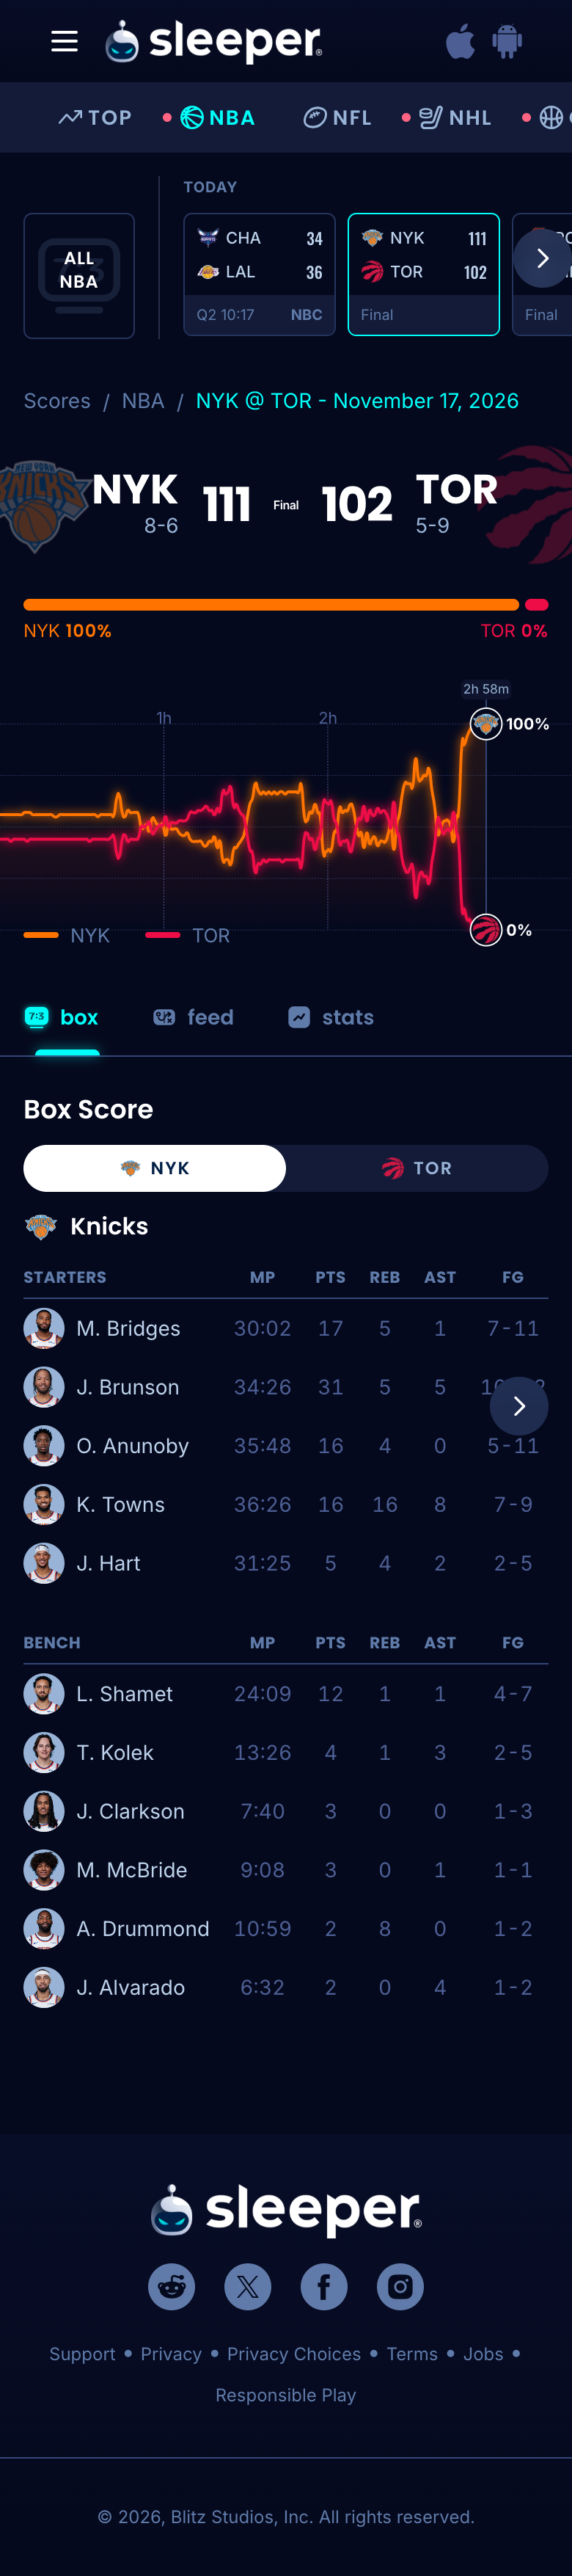 sleeper®
TOP NBA NFL NHL
TODAY
ALL
NBA
CHA 34
LAL 36
Q2 10:17 NBC
NYK 111
TOR 102
Final
Final
Scores / NBA / NYK @ TOR - November 17, 2026
NYK 111 Final 102 TOR
8-6 5-9
NYK 100% TOR 0%
2h 58m
1h 2h
100%
0%
NYK TOR
7:3 box feed stats
Box Score
NYK TOR
Knicks
STARTERS MP PTS REB AST FG
M. Bridges 30:02 17 5 1 7-11
J. Brunson 34:26 31 5 5
O. Anunoby 35:48 16 4 0 5-11
K. Towns 36:26 16 16 8 7-9
J. Hart 31:25 5 4 2 2-5
BENCH MP PTS REB AST FG
L. Shamet 24:09 12 1 1 4-7
T. Kolek 13:26 4 1 3 2-5
J. Clarkson 7:40 3 0 0 1-3
M. McBride 9:08 3 0 1 1-1
A. Drummond 10:59 2 8 0 1-2
J. Alvarado 6:32 2 0 4 1-2
sleeper®
Support • Privacy • Privacy Choices • Terms • Jobs •
Responsible Play
© 2026, Blitz Studios, Inc. All rights reserved.